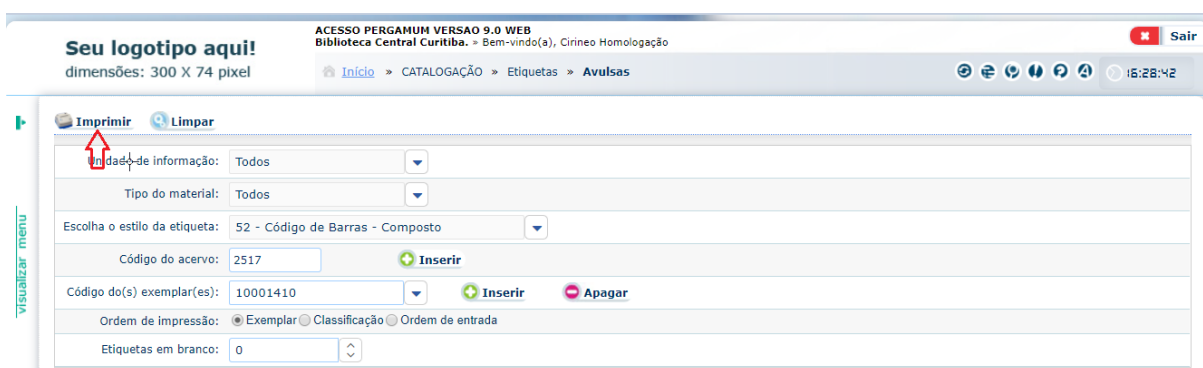 ACESSO PERGAMUM VERSAO 9.0 WEB
Biblioteca Central Curitiba. » Bem-vindo(a), Cirineo Homologação
Sair
Seu logotipo aqui!
dimensões: 300 X 74 pixel
Início » CATALOGAÇÃO » Etiquetas » Avulsas
16:28:42
Imprimir Limpar
Unidade de informação: Todos
Tipo do material: Todos
Escolha o estilo da etiqueta: 52 - Código de Barras - Composto
Código do acervo: 2517 Inserir
Código do(s) exemplar(es): 10001410 Inserir Apagar
Ordem de impressão: Exemplar Classificação Ordem de entrada
Etiquetas em branco: 0
visualizar menu